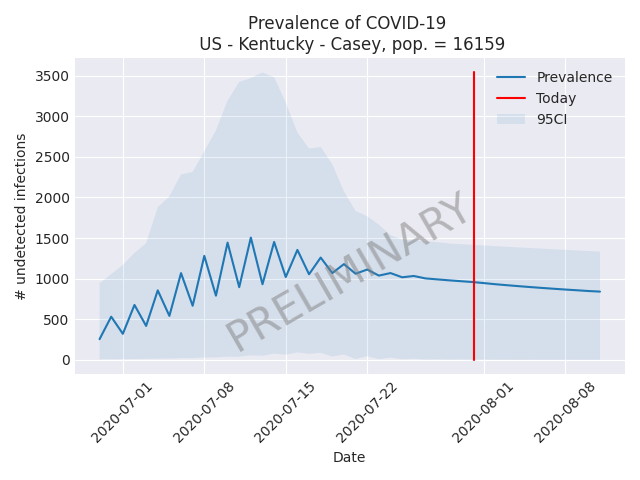 Prevalence of COVID-19
US - Kentucky - Casey, pop. = 16159
# undetected infections
3500
3000
2500
2000
1500
1000
500
0
Prevalence
Today
95CI
PRELIMINARY
2020-07-01
2020-07-08
2020-07-15
2020-07-22
2020-08-01
2020-08-08
Date